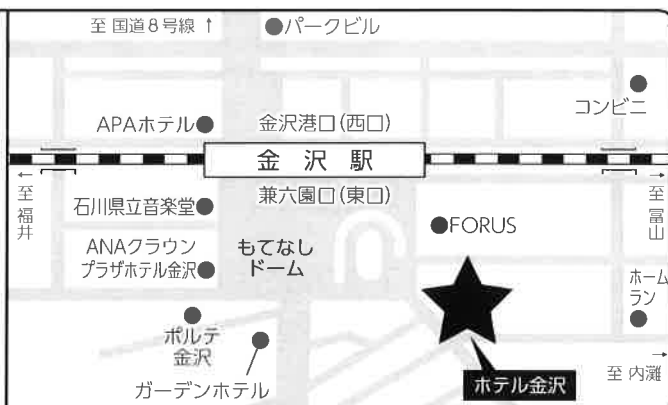 至 国道8号線 ↑
●パークビル
コンビニ
APAホテル●
金沢港口(西口)
金沢駅
← 至 福井
→ 至 富山
石川県立音楽堂●
兼六園口(東口)
●FORUS
ANAクラウン
プラザホテル金沢●
もてなし
ドーム
ホーム
ラン
ポルテ
金沢
ガーデンホテル
ホテル金沢
→
至 内灘